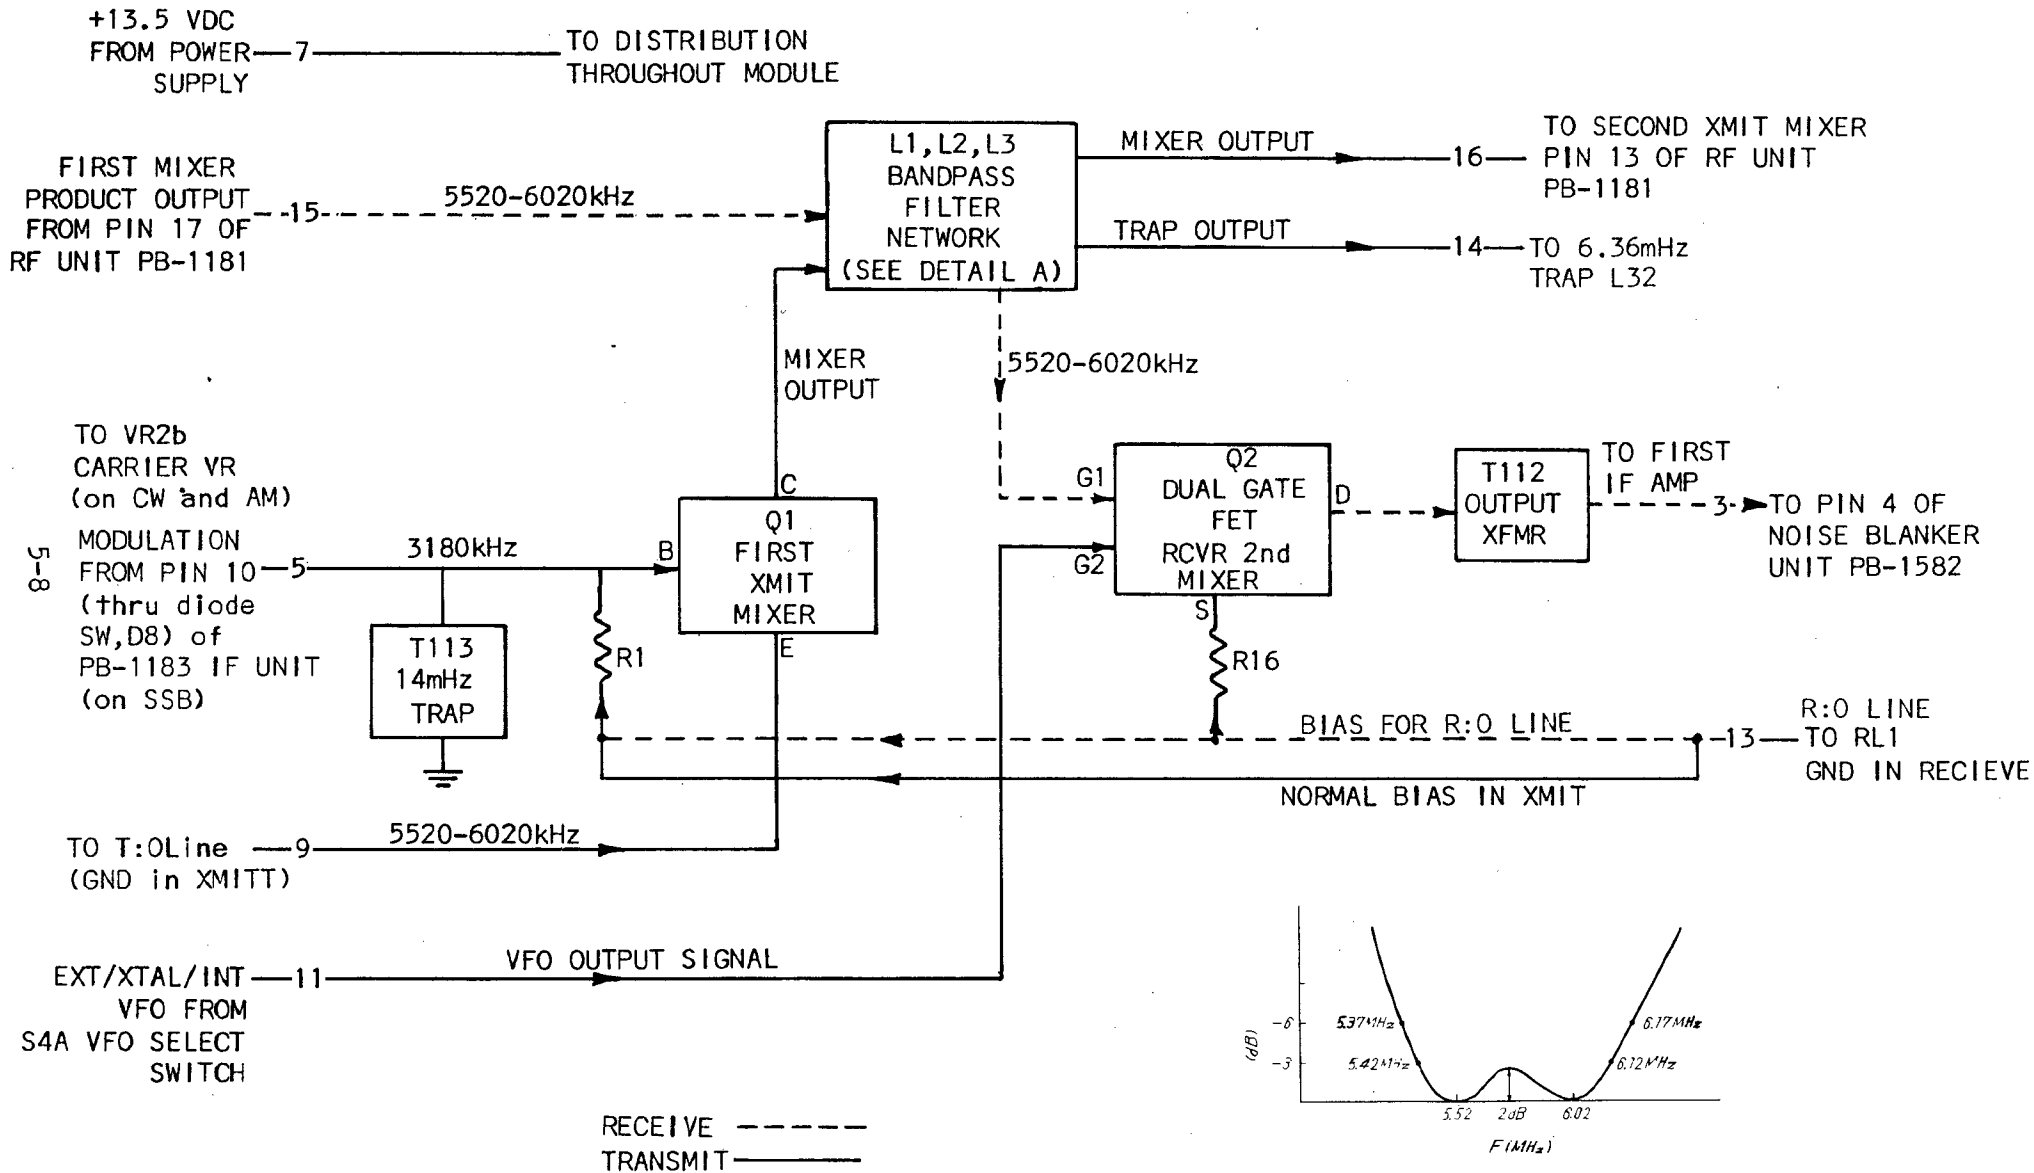 +13.5 VDC
FROM POWER
SUPPLY
7
TO DISTRIBUTION
THROUGHOUT MODULE
FIRST MIXER
PRODUCT OUTPUT
FROM PIN 17 OF
RF UNIT PB-1181
15
5520-6020kHz
L1,L2,L3
BANDPASS
FILTER
NETWORK
(SEE DETAIL A)
MIXER OUTPUT
16
TO SECOND XMIT MIXER
PIN 13 OF RF UNIT
PB-1181
TRAP OUTPUT
14
TO 6.36mHz
TRAP L32
MIXER
OUTPUT
5520-6020kHz
TO VR2b
CARRIER VR
(on CW and AM)
MODULATION
FROM PIN 10
(thru diode
SW,D8) of
PB-1183 IF UNIT
(on SSB)
5-8
5
3180kHz
T113
14mHz
TRAP
R1
B
C
E
Q1
FIRST
XMIT
MIXER
G1
G2
Q2
DUAL GATE
FET
RCVR 2nd
MIXER
D
S
R16
T112
OUTPUT
XFMR
TO FIRST
IF AMP
3
TO PIN 4 OF
NOISE BLANKER
UNIT PB-1582
BIAS FOR R:O LINE
13
R:O LINE
TO RL1
GND IN RECIEVE
NORMAL BIAS IN XMIT
TO T:OLine
(GND in XMITT)
9
5520-6020kHz
EXT/XTAL/INT
VFO FROM
S4A VFO SELECT
SWITCH
11
VFO OUTPUT SIGNAL
RECEIVE
TRANSMIT
(dB)
-6
-3
5.37MHz
5.42MHz
6.17MHz
6.12MHz
5.52
2dB
6.02
F(MHz)